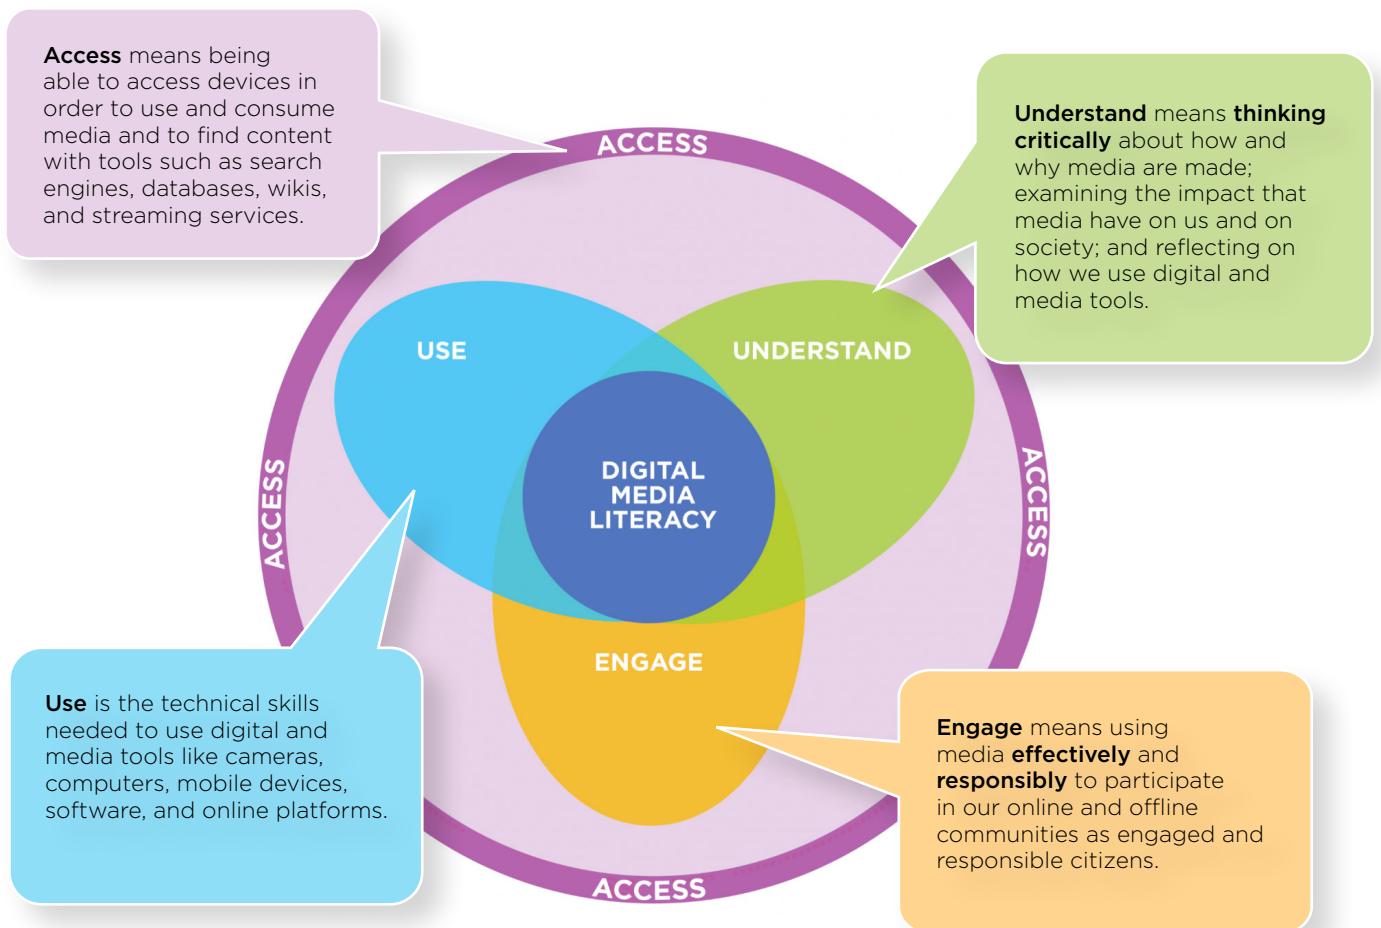 Access means being
able to access devices in
order to use and consume
media and to find content
with tools such as search
engines, databases, wikis,
and streaming services.
Understand means thinking
critically about how and
why media are made;
examining the impact that
media have on us and on
society; and reflecting on
how we use digital and
media tools.
ACCESS
USE
UNDERSTAND
DIGITAL
MEDIA
LITERACY
ACCESS
ACCESS
ENGAGE
Use is the technical skills
needed to use digital and
media tools like cameras,
computers, mobile devices,
software, and online platforms.
Engage means using
media effectively and
responsibly to participate
in our online and offline
communities as engaged and
responsible citizens.
ACCESS